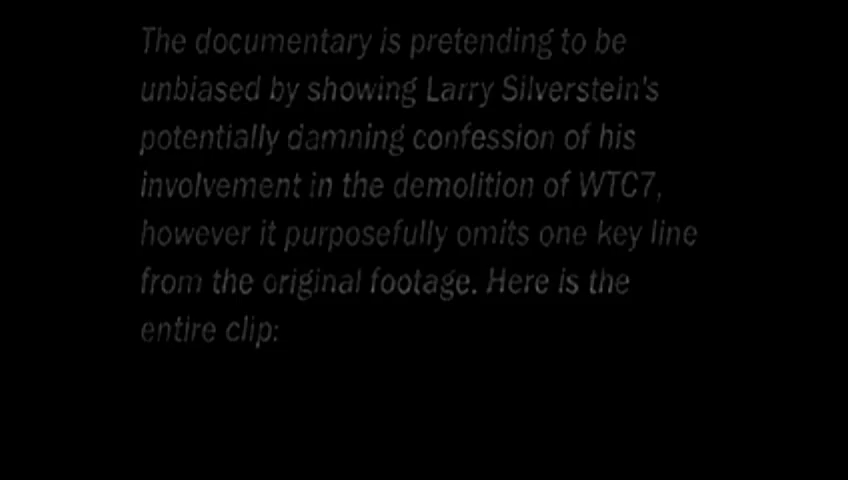 The documentary is pretending to be
unbiased by showing Larry Silverstein's
potentially damning confession of his
involvement in the demolition of WTC7,
however it purposefully omits one key line
from the original footage. Here is the
entire clip: